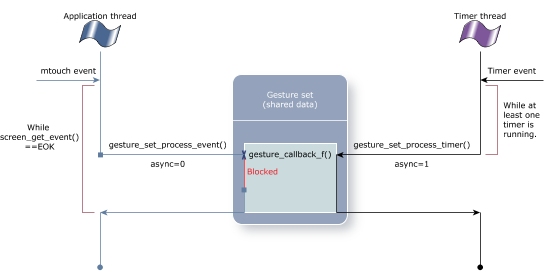 Application thread
Timer thread
mtouch event
Timer event
Gesture set
(shared data)
While
screen_get_event()
==EOK
While at
least one
timer is
running.
gesture_set_process_event()
gesture_callback_f()
gesture_set_process_timer()
async=0
async=1
Blocked